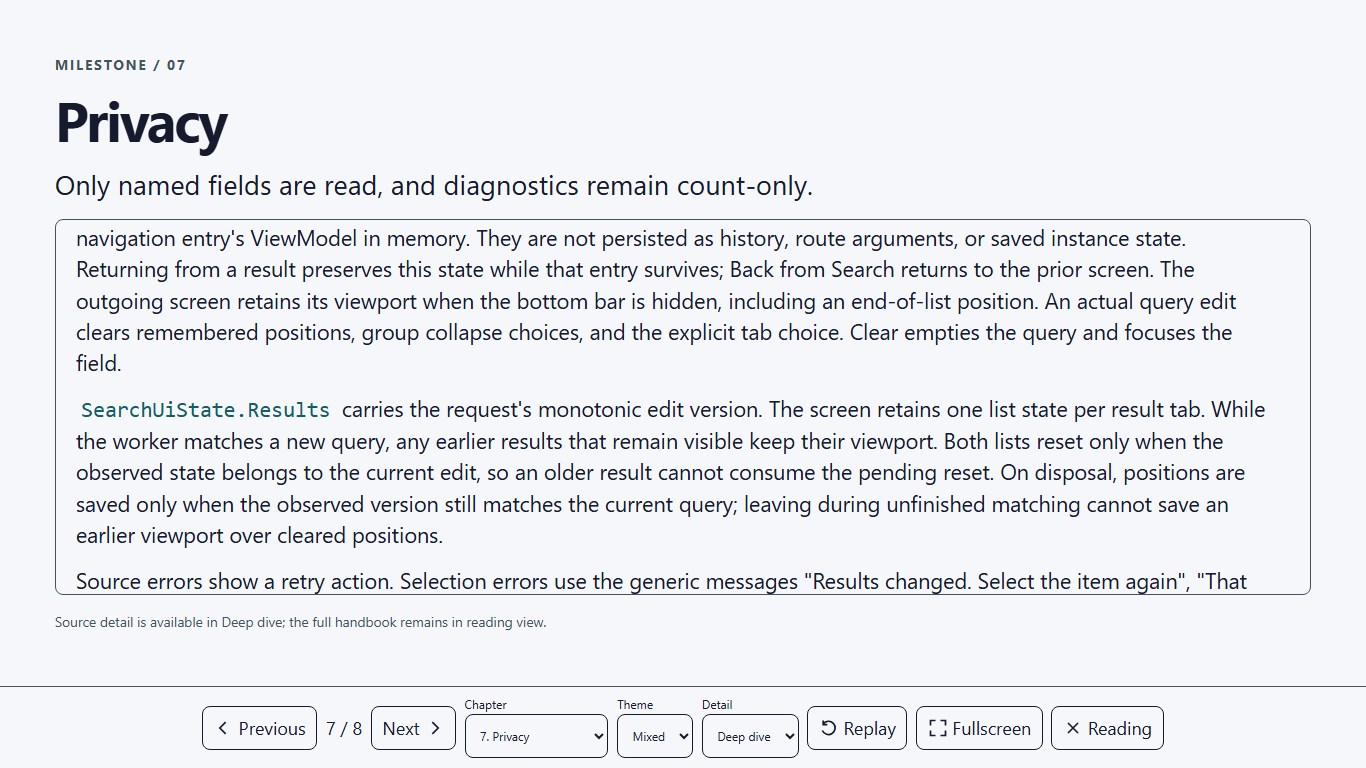 MILESTONE / 07
Privacy
Only named fields are read, and diagnostics remain count-only.
navigation entry's ViewModel in memory. They are not persisted as history, route arguments, or saved instance state.
Returning from a result preserves this state while that entry survives; Back from Search returns to the prior screen. The
outgoing screen retains its viewport when the bottom bar is hidden, including an end-of-list position. An actual query edit
clears remembered positions, group collapse choices, and the explicit tab choice. Clear empties the query and focuses the
field.
SearchUiState.Results carries the request's monotonic edit version. The screen retains one list state per result tab. While
the worker matches a new query, any earlier results that remain visible keep their viewport. Both lists reset only when the
observed state belongs to the current edit, so an older result cannot consume the pending reset. On disposal, positions are
saved only when the observed version still matches the current query; leaving during unfinished matching cannot save an
earlier viewport over cleared positions.
Source errors show a retry action. Selection errors use the generic messages "Results changed. Select the item again", "That
Source detail is available in Deep dive; the full handbook remains in reading view.
Chapter Theme Detail
Previous 7 / 8 Next 7. Privacy Mixed Deep dive Replay Fullscreen Reading